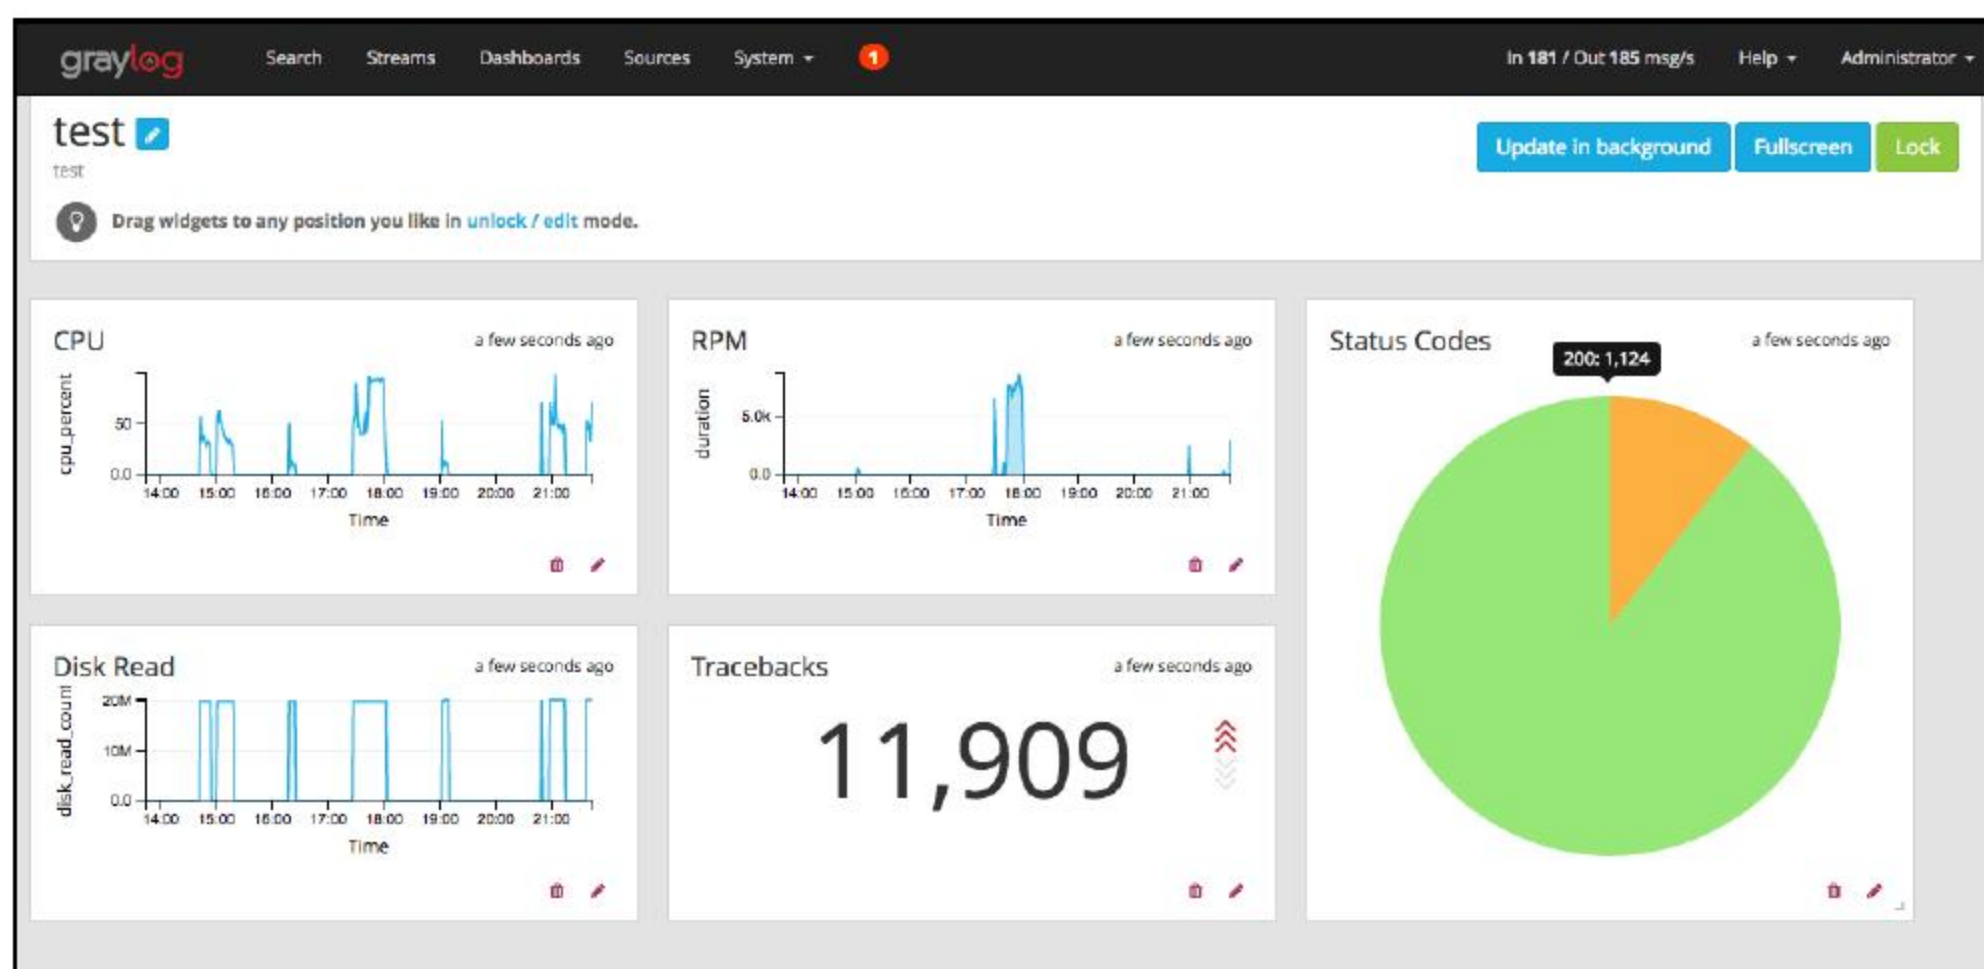 graylog Search Streams Dashboards Sources System 1 In 181 / Out 185 msg/s Help Administrator
test
Update in background Fullscreen Lock
test
Drag widgets to any position you like in unlock / edit mode.
CPU a few seconds ago
cpu_percent
50
0.0
14:00 15:00 16:00 17:00 18:00 19:00 20:00 21:00
Time
RPM a few seconds ago
duration
5.0k
0.0
14:00 15:00 16:00 17:00 18:00 19:00 20:00 21:00
Time
Status Codes a few seconds ago
200: 1,124
Disk Read a few seconds ago
disk_read_count
20M
10M
0.0
14:00 15:00 16:00 17:00 18:00 19:00 20:00 21:00
Time
Tracebacks a few seconds ago
11,909